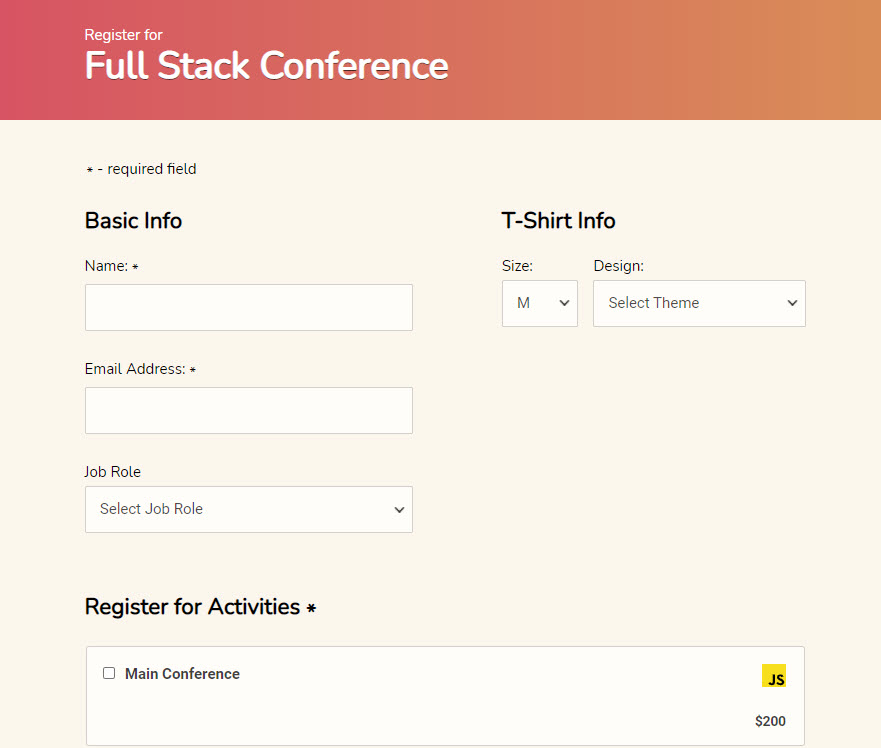 Register for
Full Stack Conference
* - required field
Basic Info
Name: *
Email Address: *
Job Role
Select Job Role
T-Shirt Info
Size:
M
Design:
Select Theme
Register for Activities *
Main Conference
JS
$200